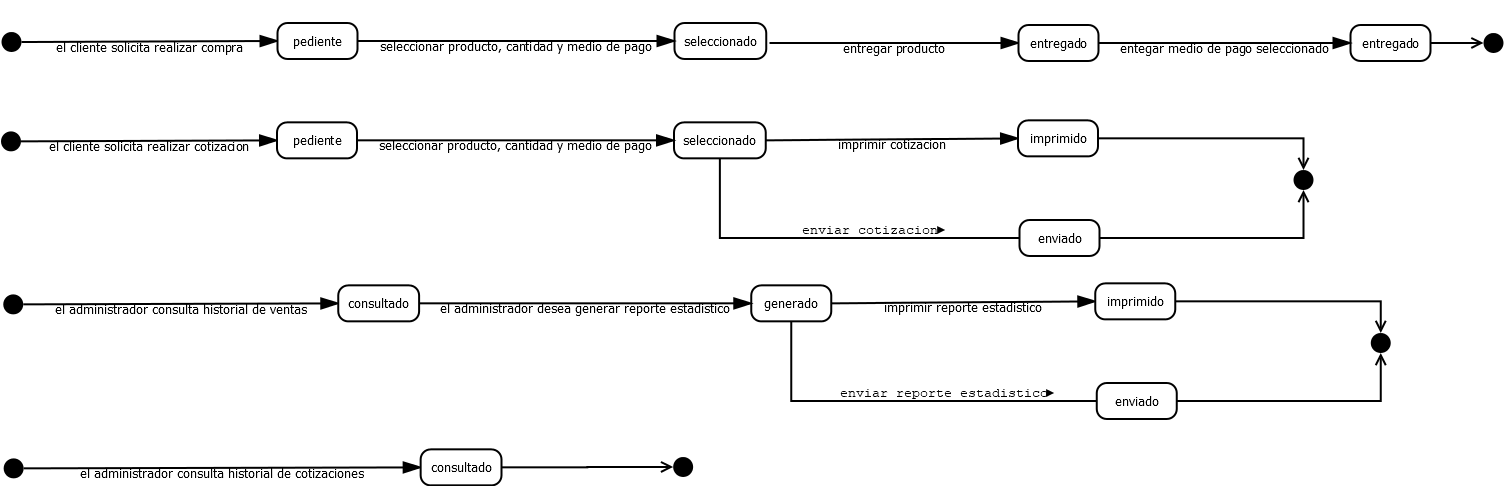 el cliente solicita realizar compra
pediente
seleccionar producto, cantidad y medio de pago
seleccionado
entregar producto
entregado
entegar medio de pago seleccionado
entregado
el cliente solicita realizar cotizacion
pediente
seleccionar producto, cantidad y medio de pago
seleccionado
imprimir cotizacion
imprimido
enviar cotizacion
enviado
el administrador consulta historial de ventas
consultado
el administrador desea generar reporte estadistico
generado
imprimir reporte estadistico
imprimido
enviar reporte estadistico
enviado
el administrador consulta historial de cotizaciones
consultado